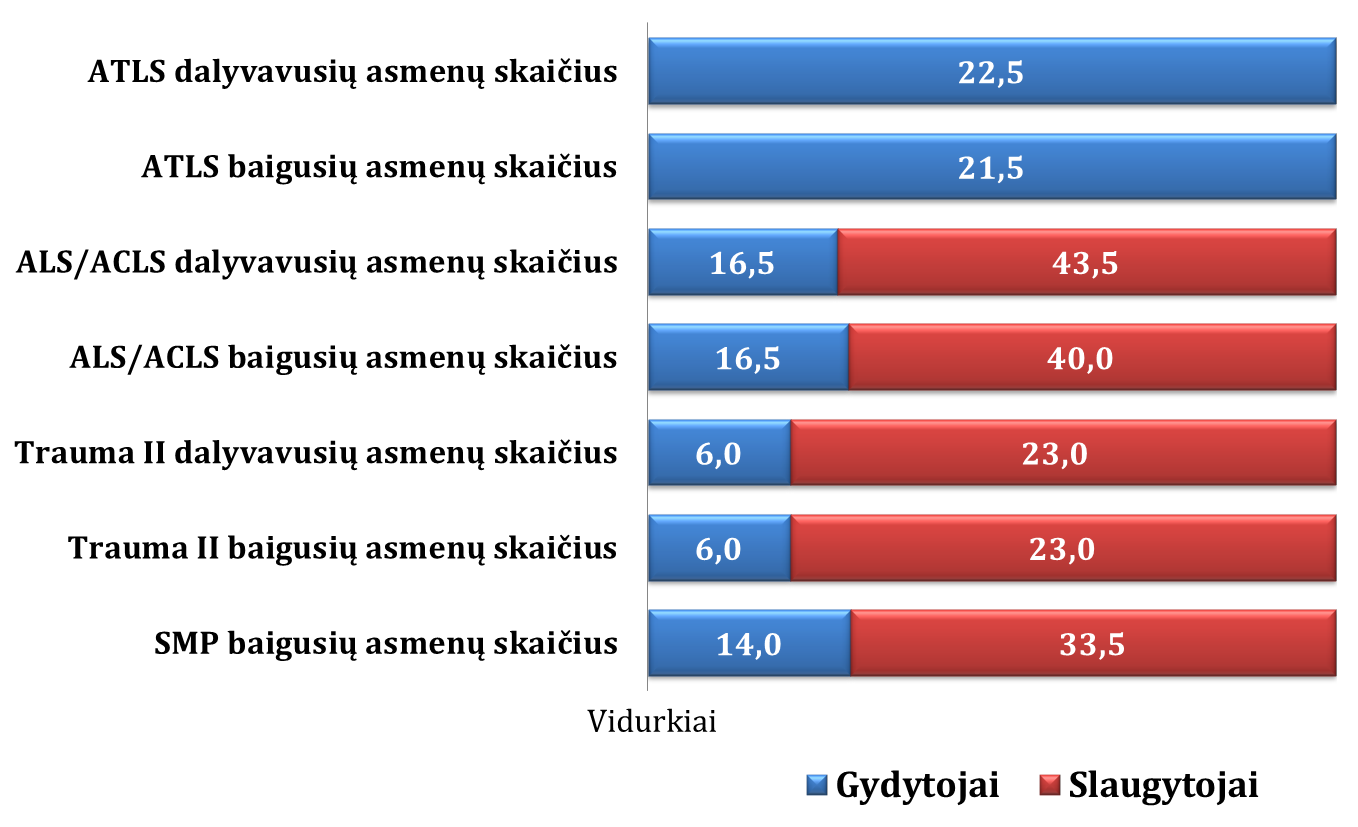 ATLS dalyvavusių asmenų skaičius
22,5
ATLS baigusių asmenų skaičius
21,5
ALS/ACLS dalyvavusių asmenų skaičius
16,5 43,5
ALS/ACLS baigusių asmenų skaičius
16,5 40,0
Trauma II dalyvavusių asmenų skaičius
6,0 23,0
Trauma II baigusių asmenų skaičius
6,0 23,0
SMP baigusių asmenų skaičius
14,0 33,5
Vidurkiai
Gydytojai Slaugytojai